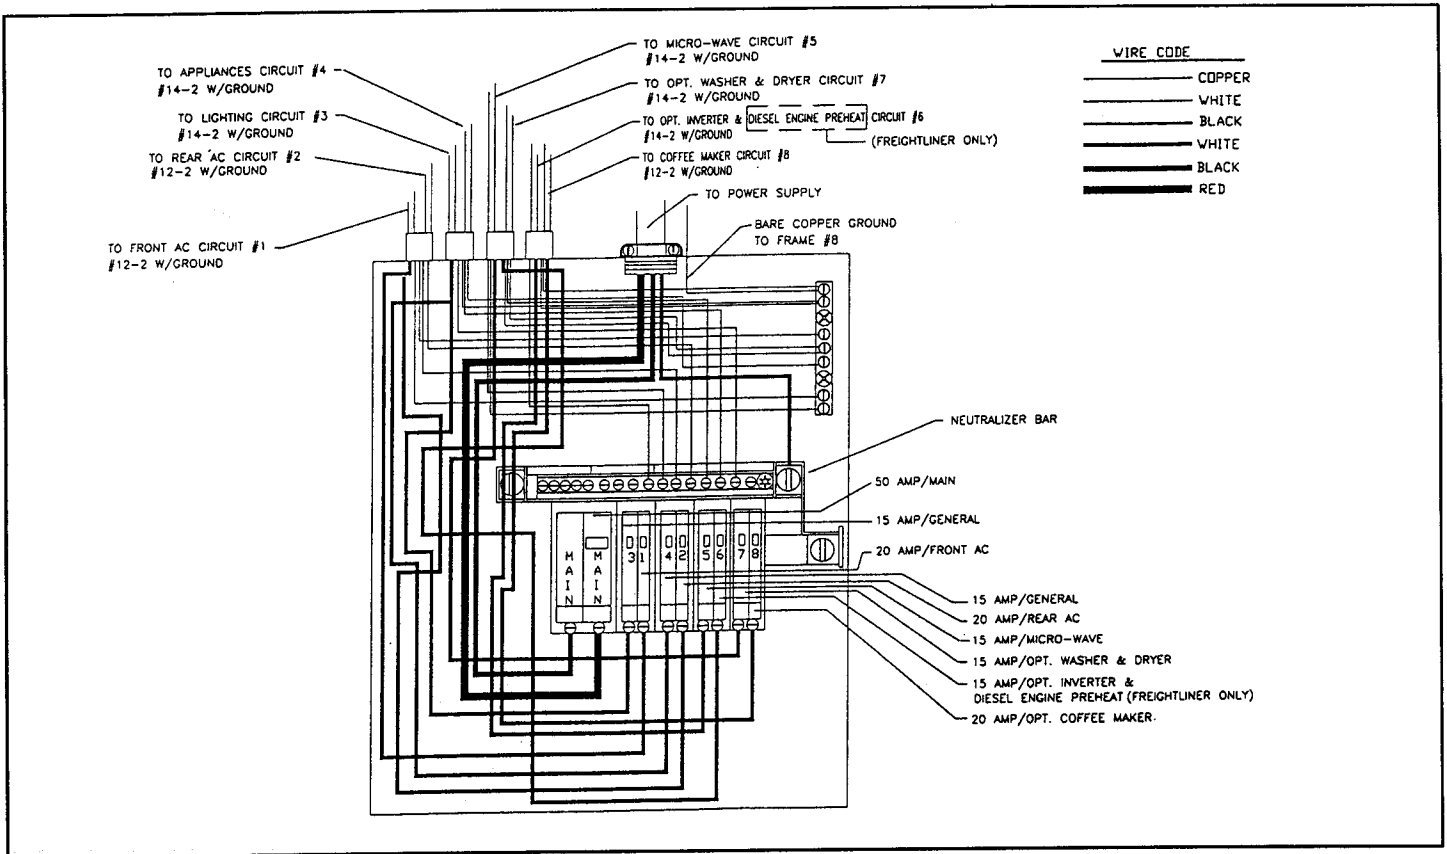 TO MICRO-WAVE CIRCUIT #5
#14-2 W/GROUND
TO APPLIANCES CIRCUIT #4
#14-2 W/GROUND
TO OPT. WASHER & DRYER CIRCUIT #7
#14-2 W/GROUND
TO LIGHTING CIRCUIT #3
#14-2 W/GROUND
TO OPT. INVERTER & DIESEL ENGINE PREHEAT CIRCUIT #6
#14-2 W/GROUND
(FREIGHTLINER ONLY)
TO REAR AC CIRCUIT #2
#12-2 W/GROUND
TO COFFEE MAKER CIRCUIT #8
#12-2 W/GROUND
TO POWER SUPPLY
BARE COPPER GROUND
TO FRAME #8
TO FRONT AC CIRCUIT #1
#12-2 W/GROUND
WIRE CODE
COPPER
WHITE
BLACK
WHITE
BLACK
RED
NEUTRALIZER BAR
50 AMP/MAIN
15 AMP/GENERAL
20 AMP/FRONT AC
MAIN
MAIN
3 1 4 2 5 6 7 8
15 AMP/GENERAL
20 AMP/REAR AC
15 AMP/MICRO-WAVE
15 AMP/OPT. WASHER & DRYER
15 AMP/OPT. INVERTER &
DIESEL ENGINE PREHEAT (FREIGHTLINER ONLY)
20 AMP/OPT. COFFEE MAKER.